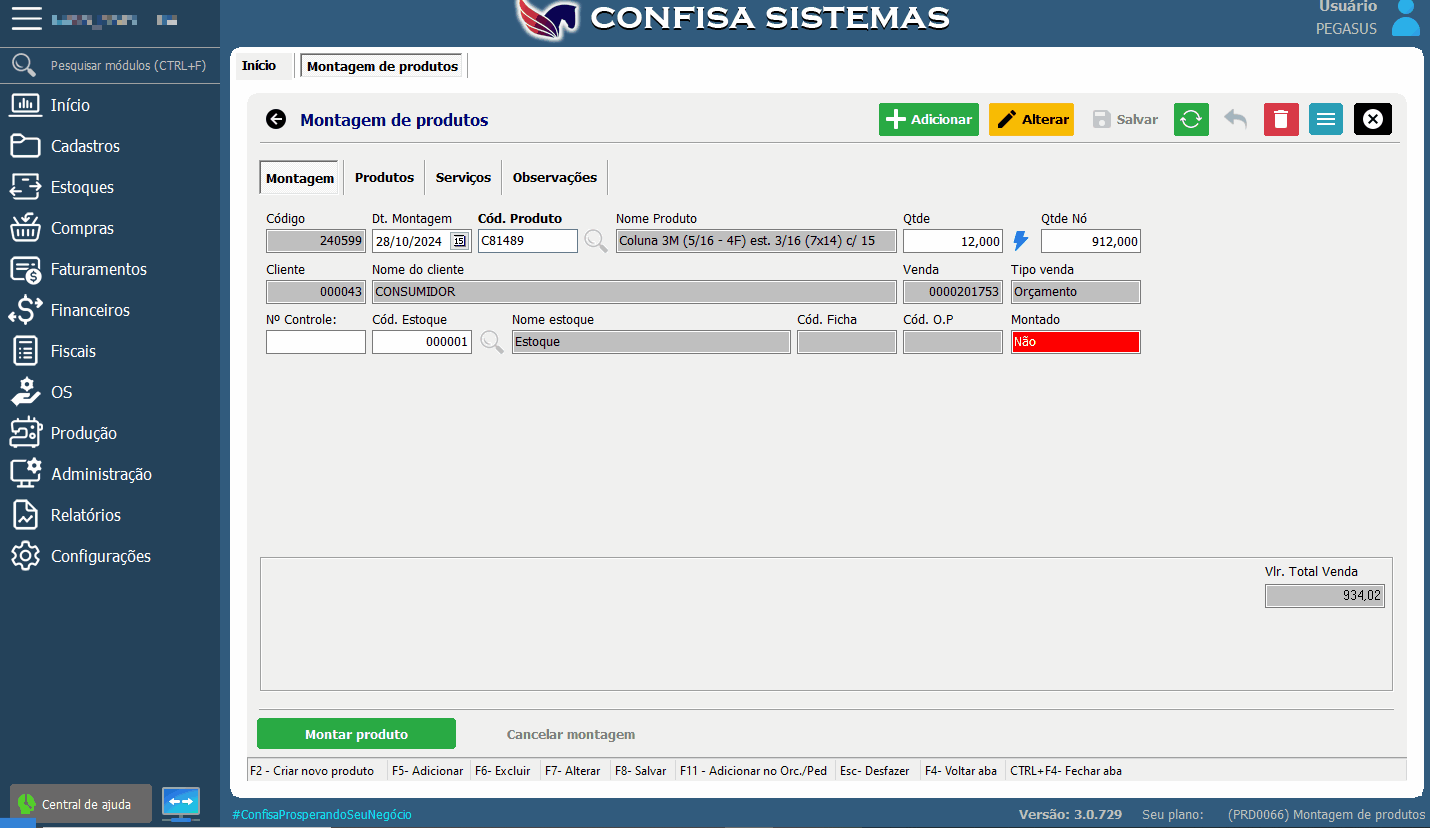 CONFISA SISTEMAS
Usuário
PEGASUS
Pesquisar módulos (CTRL+F)
Início
Cadastros
Estoques
Compras
Faturamentos
Financeiros
Fiscais
OS
Produção
Administração
Relatórios
Configurações
Central de ajuda
Início Montagem de produtos
Montagem de produtos Adicionar Alterar Salvar
Montagem Produtos Serviços Observações
Código Dt. Montagem Cód. Produto Nome Produto Qtde Qtde Nó
240599 28/10/2024 15 C81489 Coluna 3M (5/16 - 4F) est. 3/16 (7x14) c/ 15 12,000 912,000
Cliente Nome do cliente Venda Tipo venda
000043 CONSUMIDOR 0000201753 Orçamento
Nº Controle: Cód. Estoque Nome estoque Cód. Ficha Cód. O.P Montado
000001 Estoque Não
Vlr. Total Venda
934,02
Montar produto Cancelar montagem
F2 - Criar novo produto F5- Adicionar F6- Excluir F7- Alterar F8- Salvar F11 - Adicionar no Orc./Ped Esc- Desfazer F4- Voltar aba CTRL+F4- Fechar aba
#ConfisaProsperandoSeuNegócio Versão: 3.0.729 Seu plano: (PRD0066) Montagem de produtos